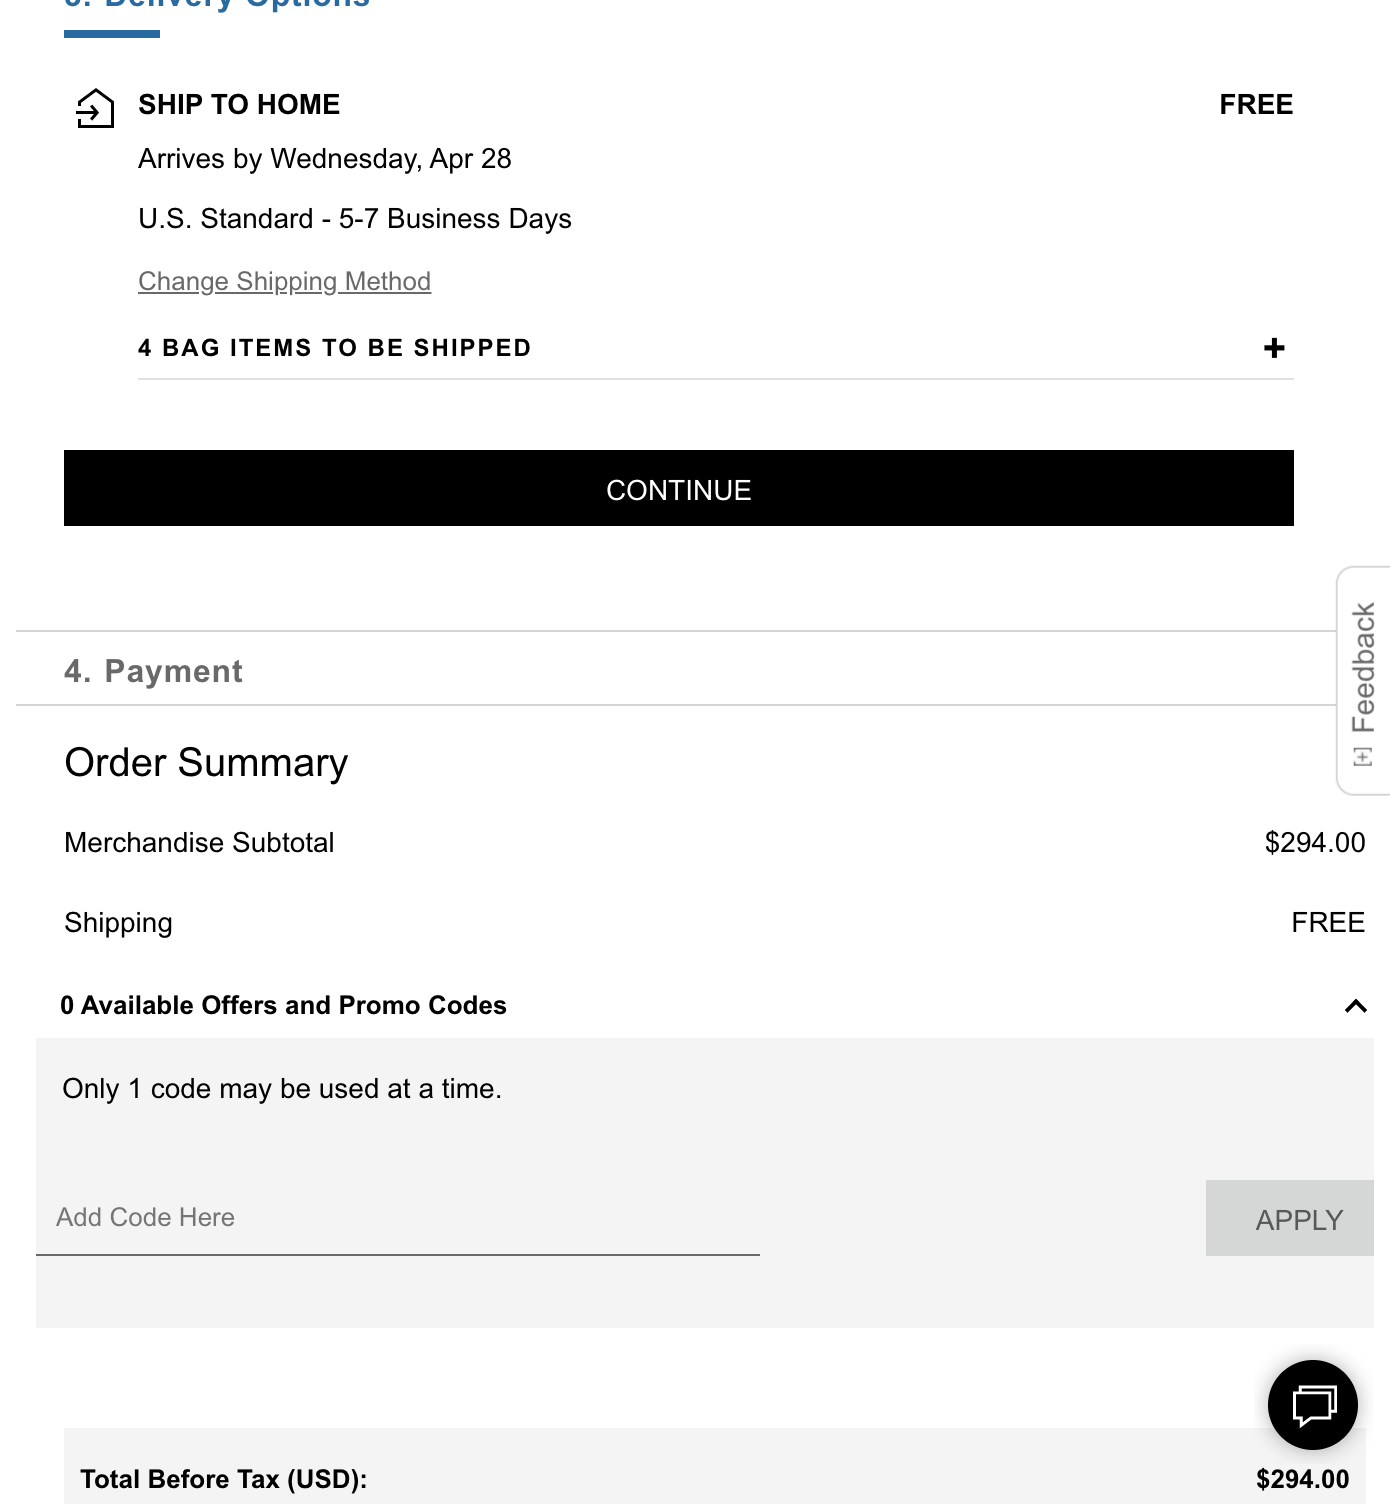 3. Delivery Options
SHIP TO HOME FREE
Arrives by Wednesday, Apr 28
U.S. Standard - 5-7 Business Days
Change Shipping Method
4 BAG ITEMS TO BE SHIPPED +
CONTINUE
[+] Feedback
4. Payment
Order Summary
Merchandise Subtotal $294.00
Shipping FREE
0 Available Offers and Promo Codes
Only 1 code may be used at a time.
Add Code Here APPLY
Total Before Tax (USD): $294.00